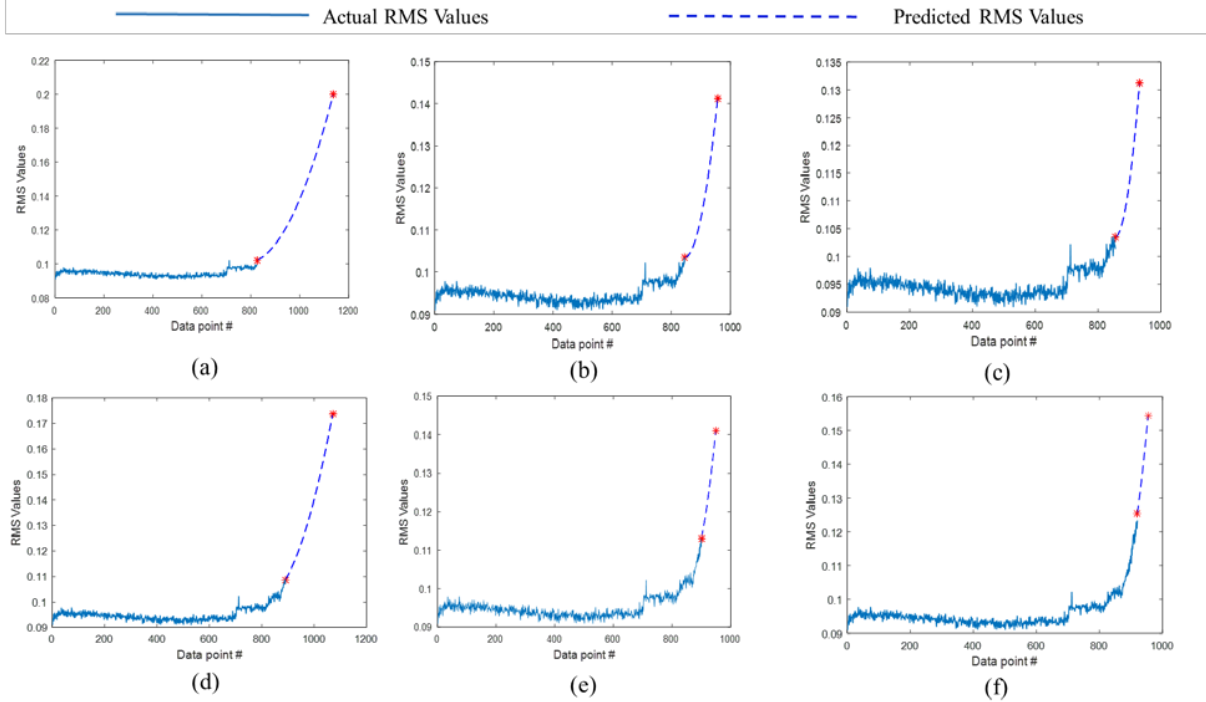 Actual RMS Values Predicted RMS Values
0.22
0.2
0.18
0.16
0.14
0.12
0.1
0.08
RMS Values
0 200 400 600 800 1000 1200
Data point #
(a)
0.15
0.14
0.13
0.12
0.11
0.1
0.09
RMS Values
0 200 400 600 800 1000
Data point #
(b)
0.135
0.13
0.125
0.12
0.115
0.11
0.105
0.1
0.095
0.09
RMS Values
0 200 400 600 800 1000
Data point #
(c)
0.18
0.17
0.16
0.15
0.14
0.13
0.12
0.11
0.1
0.09
RMS Values
0 200 400 600 800 1000 1200
Data point #
(d)
0.15
0.14
0.13
0.12
0.11
0.1
0.09
RMS Values
0 200 400 600 800 1000
Data point #
(e)
0.16
0.15
0.14
0.13
0.12
0.11
0.1
0.09
RMS Values
0 200 400 600 800 1000
Data point #
(f)